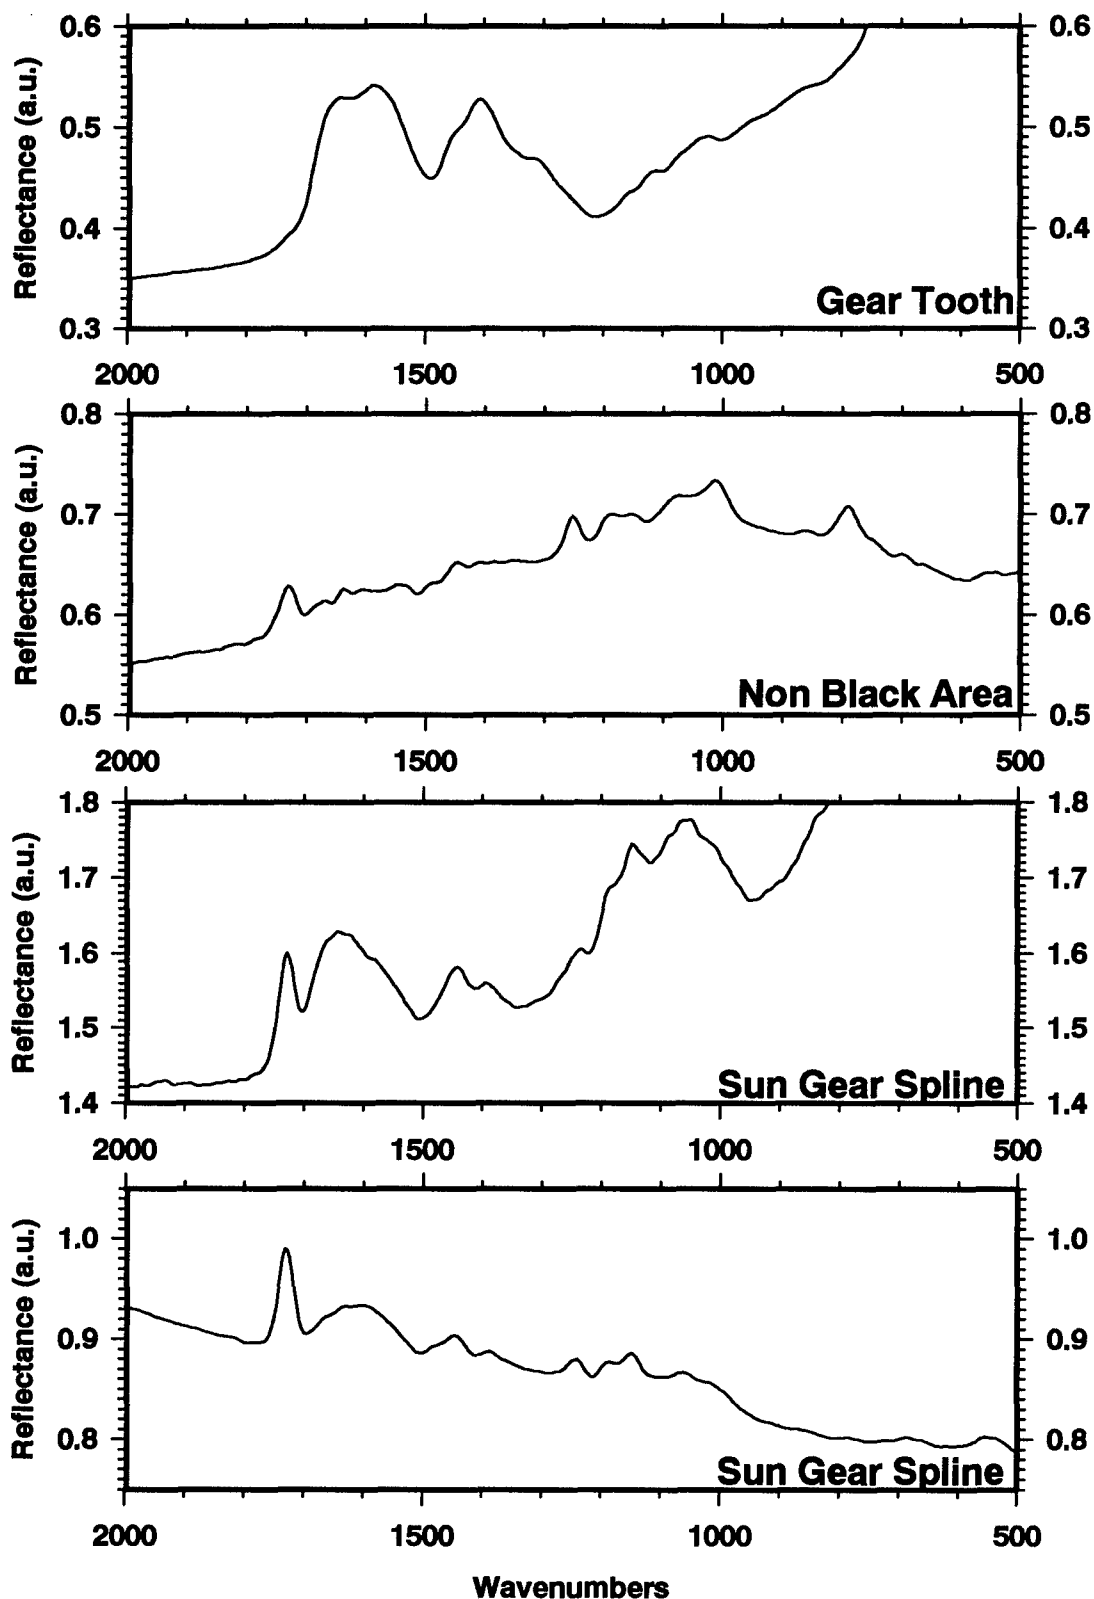 0.6 0.6
Reflectance (a.u.)
0.5 0.5
0.4 0.4
Gear Tooth
0.3 0.3
2000 1500 1000 500
0.8 0.8
Reflectance (a.u.)
0.7 0.7
0.6 0.6
Non Black Area
0.5 0.5
2000 1500 1000 500
1.8 1.8
Reflectance (a.u.)
1.7 1.7
1.6 1.6
1.5 1.5
Sun Gear Spline
1.4 1.4
2000 1500 1000 500
Reflectance (a.u.)
1.0 1.0
0.9 0.9
0.8 0.8
Sun Gear Spline
2000 1500 1000 500
Wavenumbers